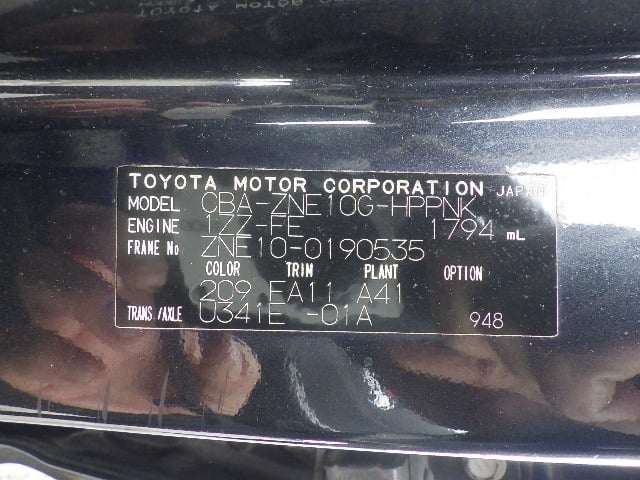 TOYOTA MOTOR CORPORATION JAPAN
MODEL CBA-ZNE10G-HPPNK
ENGINE 1ZZ-FE 1794 mL
FRAME No ZNE10-0190535
COLOR TRIM PLANT OPTION
209 EA11 A41
TRANS./AXLE U341E -01A 948